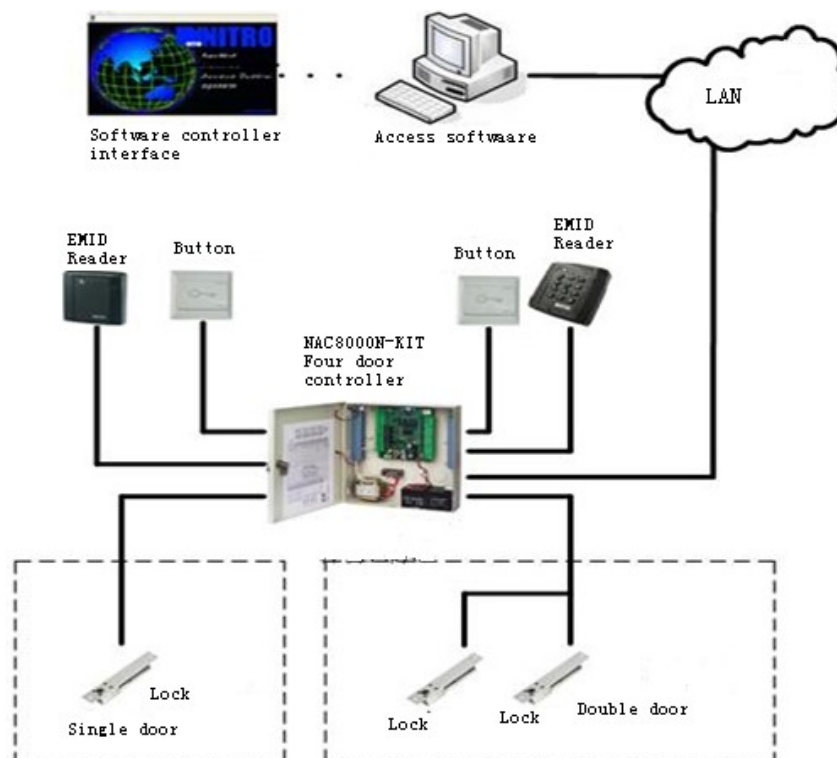 NITRO
Software controller
interface
Access softwaare
LAN
EMID
Reader
Button
Button
EMID
Reader
NAC8000N-KIT
Four door
controller
Lock
Single door
Lock
Lock
Double door